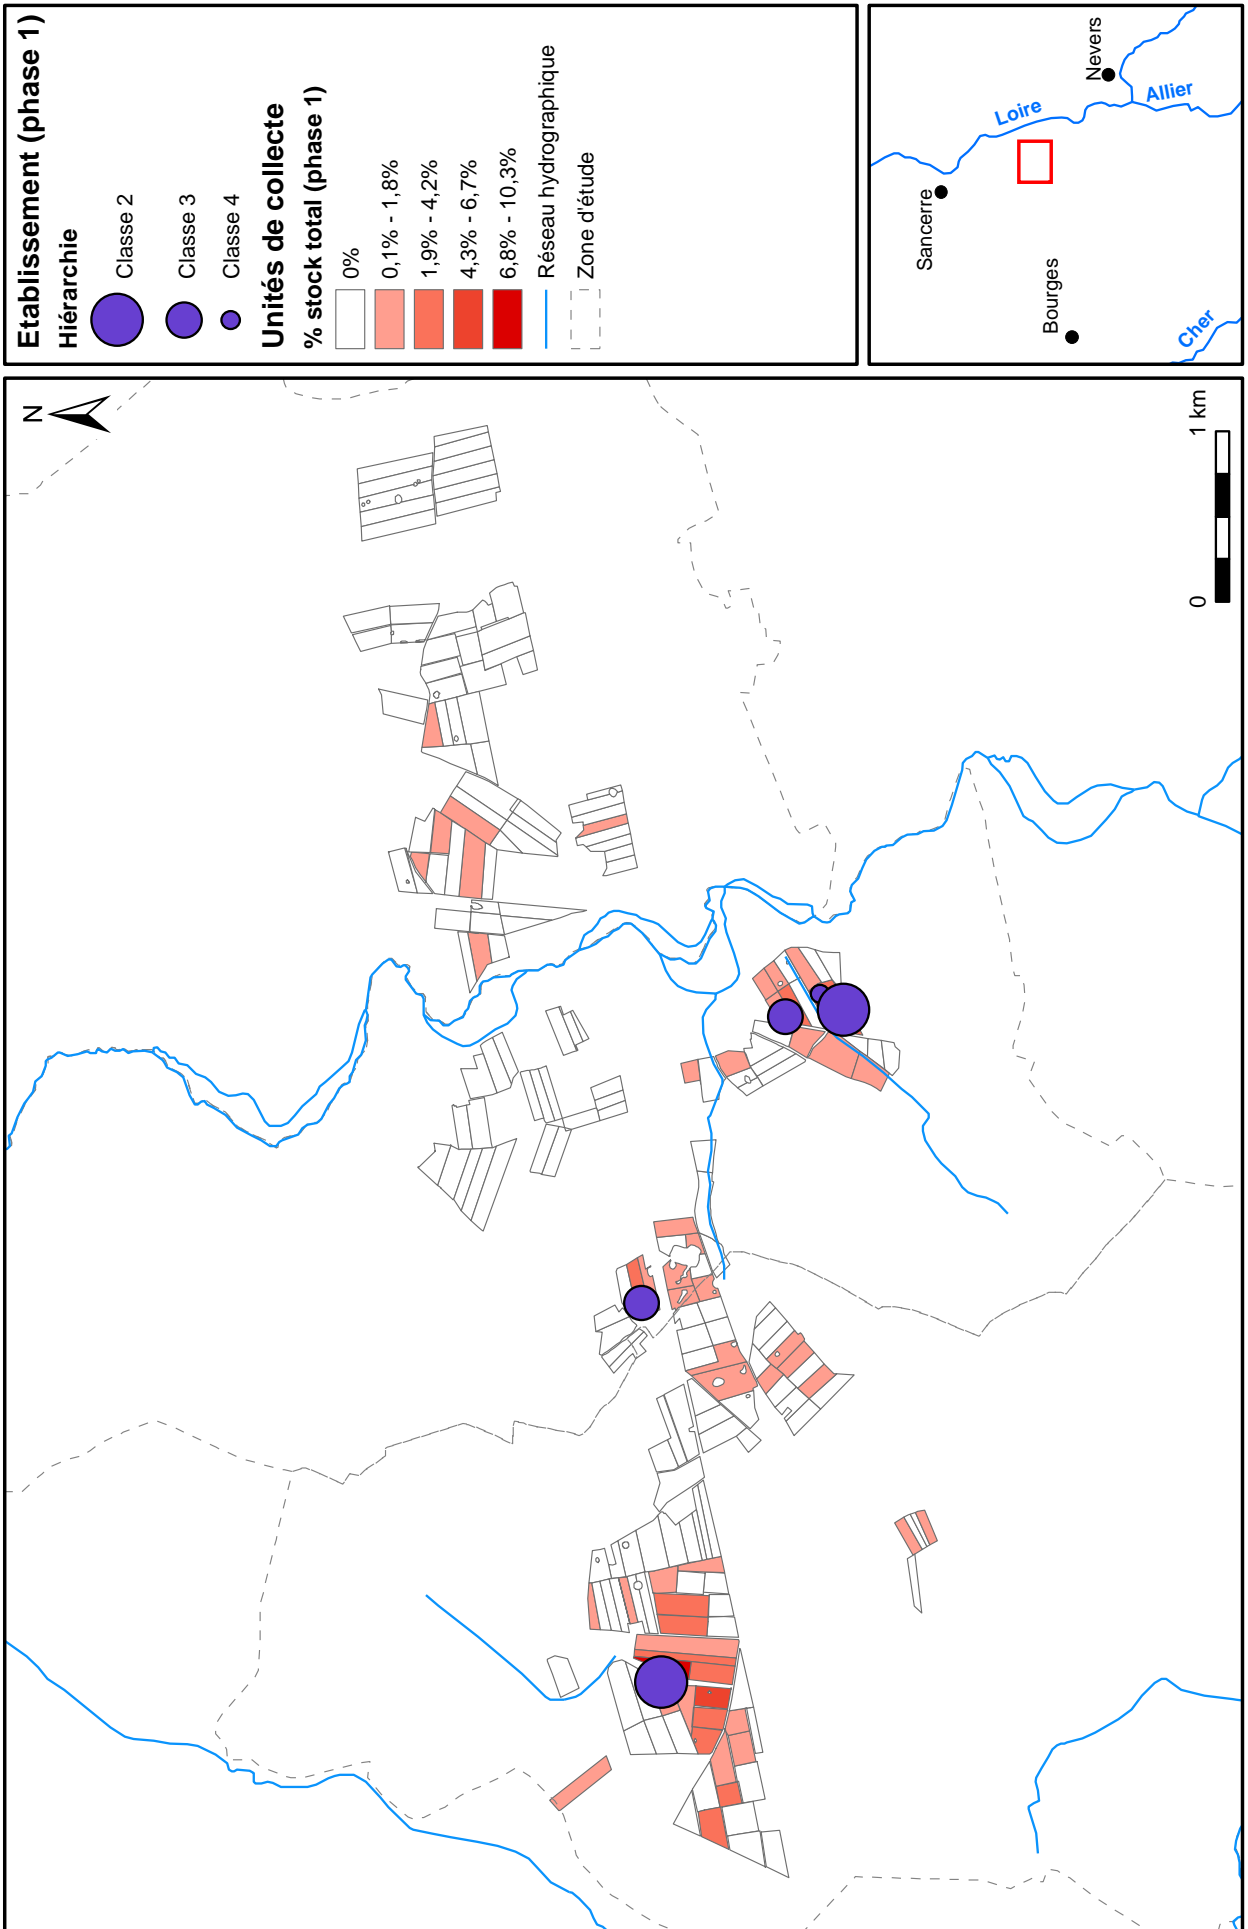 Etablissement (phase 1)
Hiérarchie
Classe 2
Classe 3
Classe 4
Unités de collecte
% stock total (phase 1)
0%
0,1% - 1,8%
1,9% - 4,2%
4,3% - 6,7%
6,8% - 10,3%
Réseau hydrographique
Zone d'étude
Sancerre
Bourges
Nevers
Loire
Allier
Cher
N
0
1 km